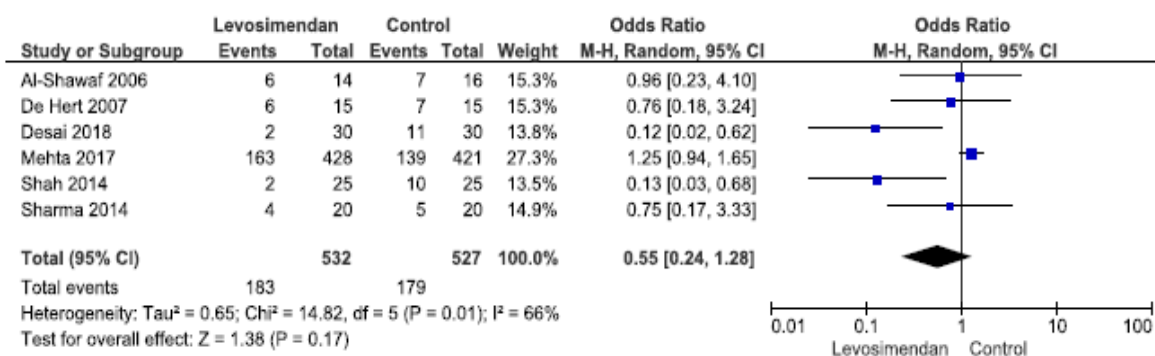 Levosimendan Control Odds Ratio Odds Ratio
Study or Subgroup Events Total Events Total Weight M-H, Random, 95% CI M-H, Random, 95% CI
Al-Shawaf 2006 6 14 7 16 15.3% 0.96 [0.23, 4.10]
De Hert 2007 6 15 7 15 15.3% 0.76 [0.18, 3.24]
Desai 2018 2 30 11 30 13.8% 0.12 [0.02, 0.62]
Mehta 2017 163 428 139 421 27.3% 1.25 [0.94, 1.65]
Shah 2014 2 25 10 25 13.5% 0.13 [0.03, 0.68]
Sharma 2014 4 20 5 20 14.9% 0.75 [0.17, 3.33]
Total (95% CI) 532 527 100.0% 0.55 [0.24, 1.28]
Total events 183 179
Heterogeneity: Tau² = 0.65; Chi² = 14.82, df = 5 (P = 0.01); I² = 66%
Test for overall effect: Z = 1.38 (P = 0.17)
0.01 0.1 1 10 100
Levosimendan Control